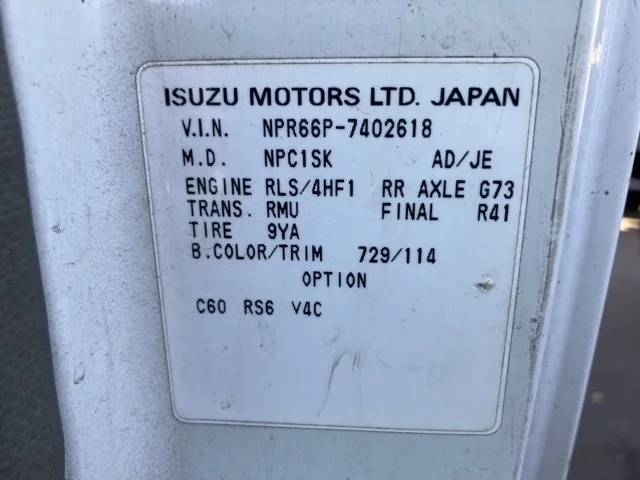 ISUZU MOTORS LTD. JAPAN
V.I.N. NPR66P-7402618
M.D. NPC1SK AD/JE
ENGINE RLS/4HF1 RR AXLE G73
TRANS. RMU FINAL R41
TIRE 9YA
B.COLOR/TRIM 729/114
OPTION
C60 RS6 V4C